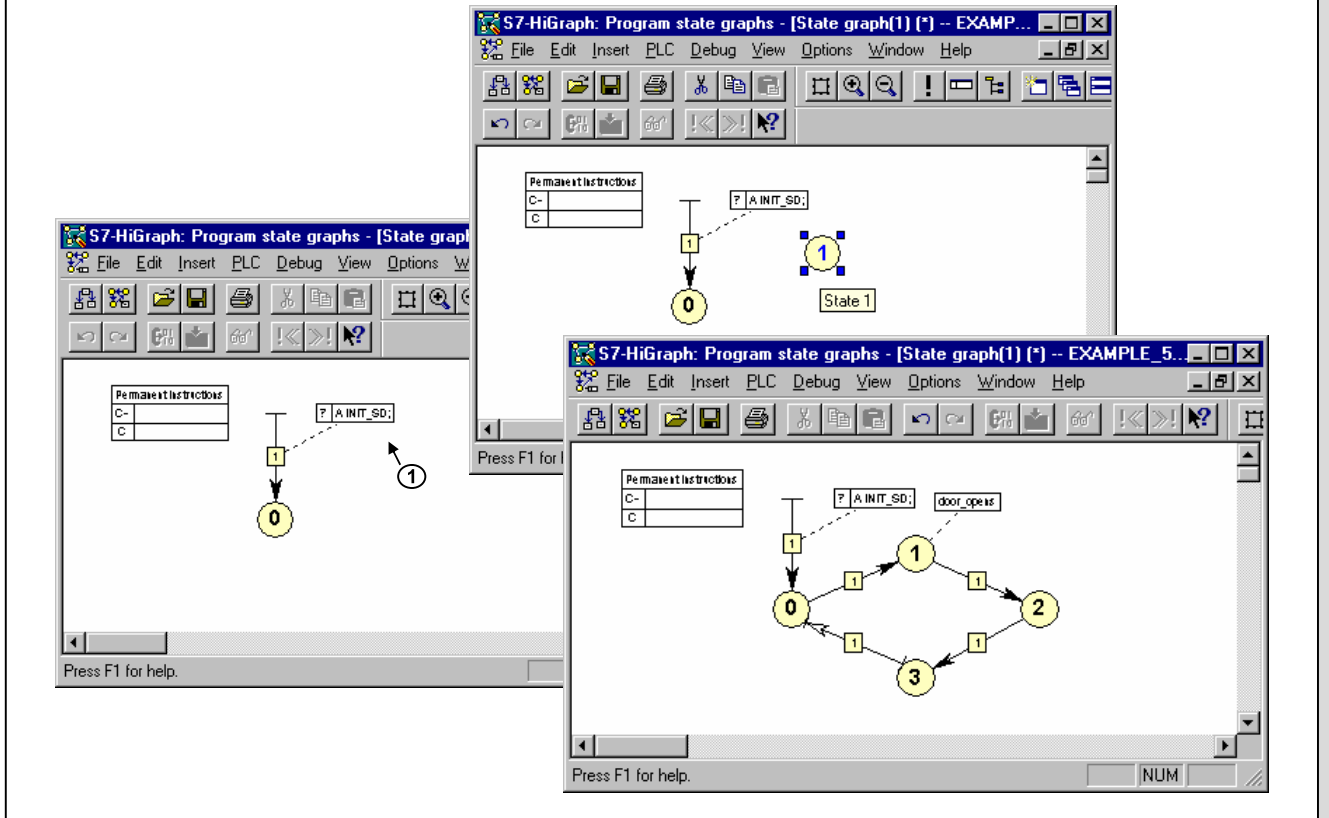 S7-HiGraph: Program state graphs - [State graph(1) (*) -- EXAMP...
File Edit Insert PLC Debug View Options Window Help
Permanent Instructions
C-
C
? A INIT_SD;
1
1
0
State 1
Press F1 for
S7-HiGraph: Program state graphs - [State grap
File Edit Insert PLC Debug View Options W
Permanent Instructions
C-
C
? A INIT_SD;
1
1
0
Press F1 for help.
S7-HiGraph: Program state graphs - [State graph(1) (*) -- EXAMPLE_5...
File Edit Insert PLC Debug View Options Window Help
Permanent Instructions
C-
C
? A INIT_SD; door_opens
1
1
1 1
0 2
1 1
3
Press F1 for help. NUM